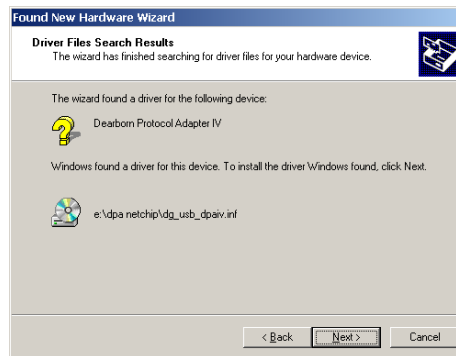 Found New Hardware Wizard
Driver Files Search Results
The wizard has finished searching for driver files for your hardware device.
The wizard found a driver for the following device:
Dearborn Protocol Adapter IV
Windows found a driver for this device. To install the driver Windows found, click Next.
e:\dpa netchip\dg_usb_dpaiv.inf
< Back Next > Cancel